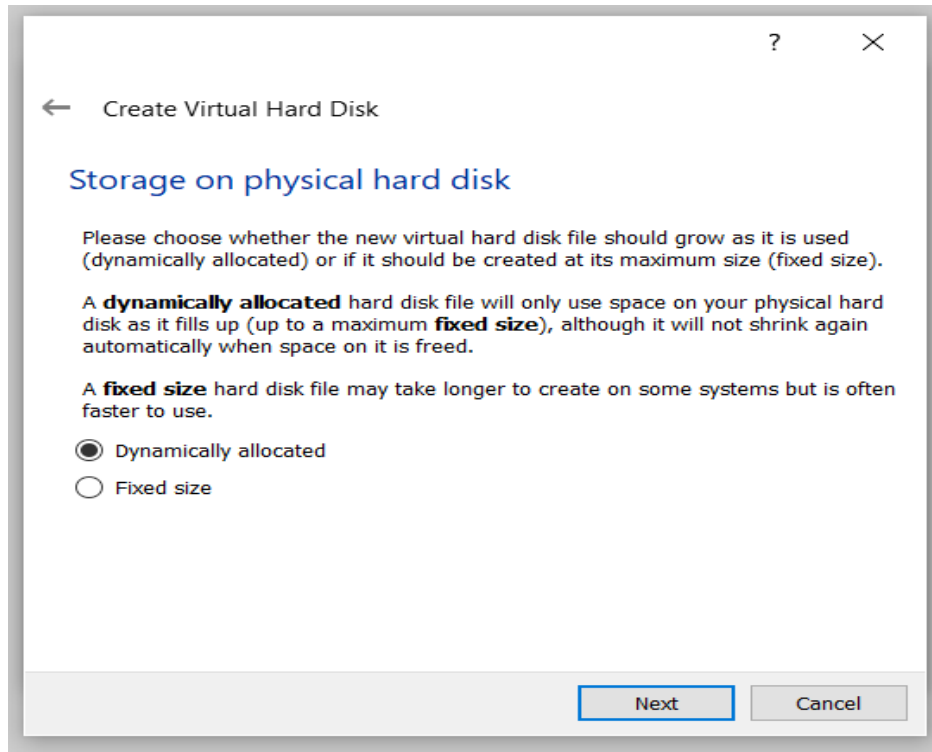 ?
← Create Virtual Hard Disk
Storage on physical hard disk
Please choose whether the new virtual hard disk file should grow as it is used
(dynamically allocated) or if it should be created at its maximum size (fixed size).
A dynamically allocated hard disk file will only use space on your physical hard
disk as it fills up (up to a maximum fixed size), although it will not shrink again
automatically when space on it is freed.
A fixed size hard disk file may take longer to create on some systems but is often
faster to use.
Dynamically allocated
Fixed size
Next Cancel